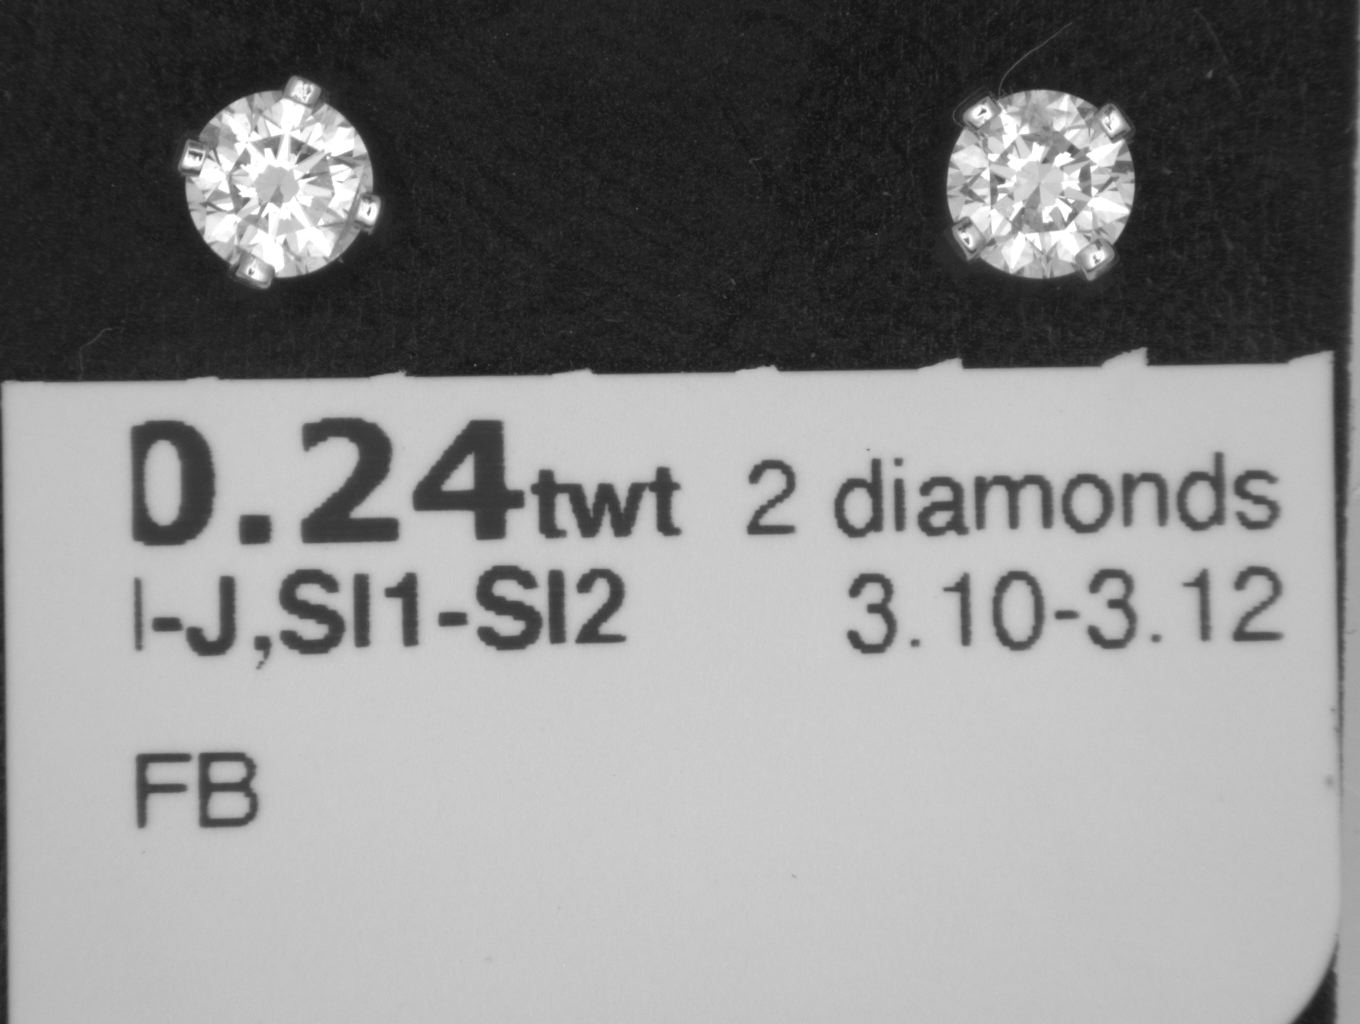 0.24twt 2 diamonds
I-J,SI1-SI2 3.10-3.12
FB